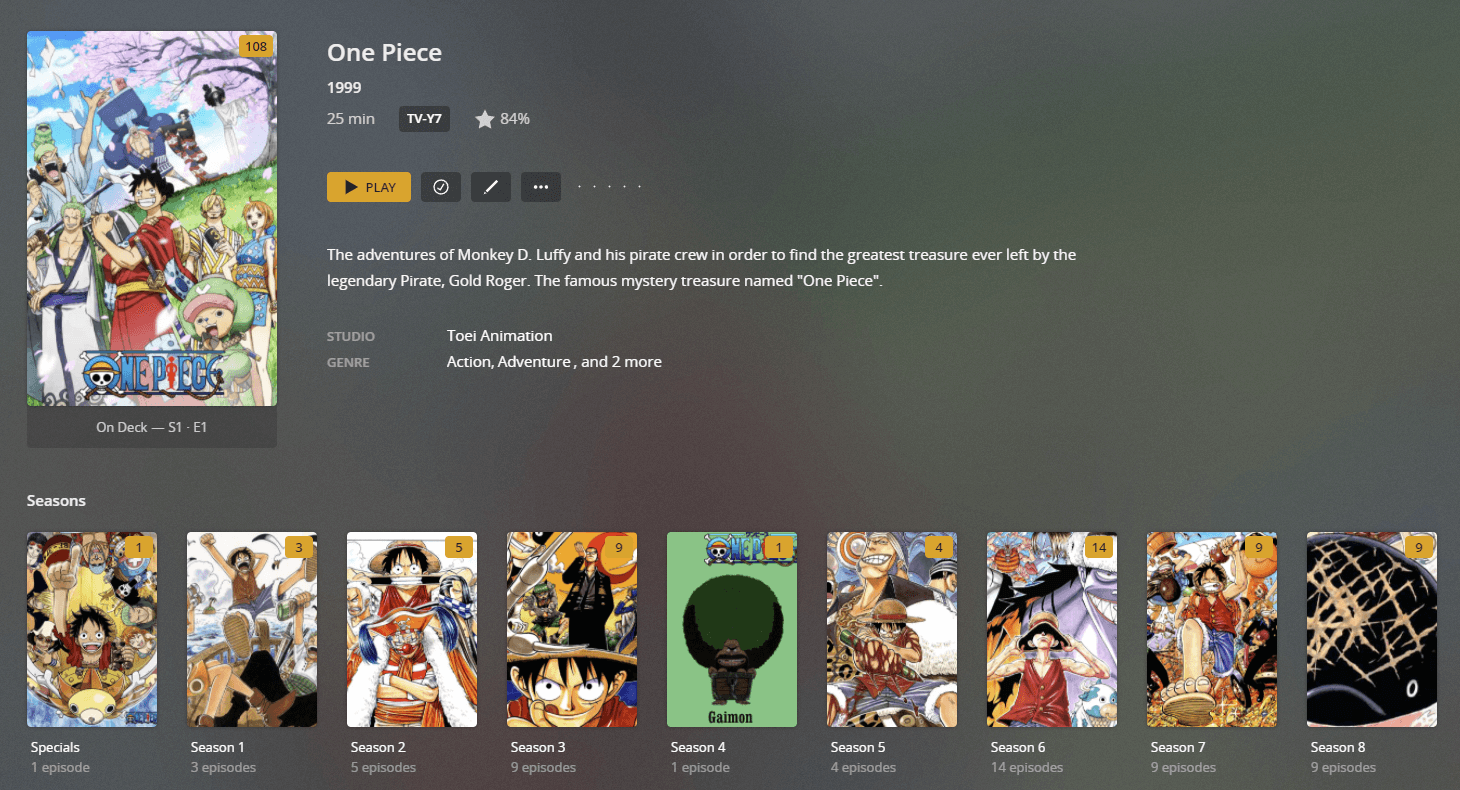 108
One Piece
1999
25 min TV-Y7 84%
PLAY
The adventures of Monkey D. Luffy and his pirate crew in order to find the greatest treasure ever left by the
legendary Pirate, Gold Roger. The famous mystery treasure named "One Piece".
STUDIO Toei Animation
GENRE Action, Adventure , and 2 more
ONE PIECE
On Deck — S1 · E1
Seasons
1 3 5 9 1 4 14 9 9
Gaimon
Specials Season 1 Season 2 Season 3 Season 4 Season 5 Season 6 Season 7 Season 8
1 episode 3 episodes 5 episodes 9 episodes 1 episode 4 episodes 14 episodes 9 episodes 9 episodes